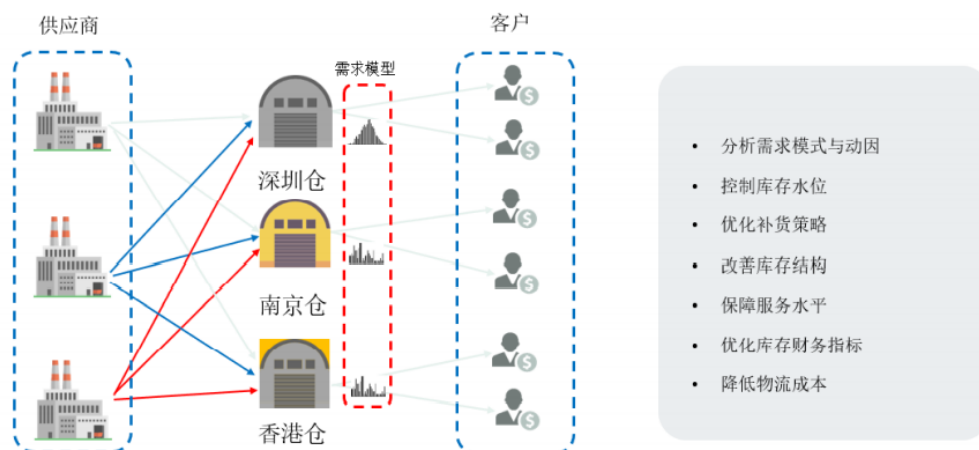 供应商
客户
需求模型
深圳仓
南京仓
香港仓
• 分析需求模式与动因
• 控制库存水位
• 优化补货策略
• 改善库存结构
• 保障服务水平
• 优化库存财务指标
• 降低物流成本